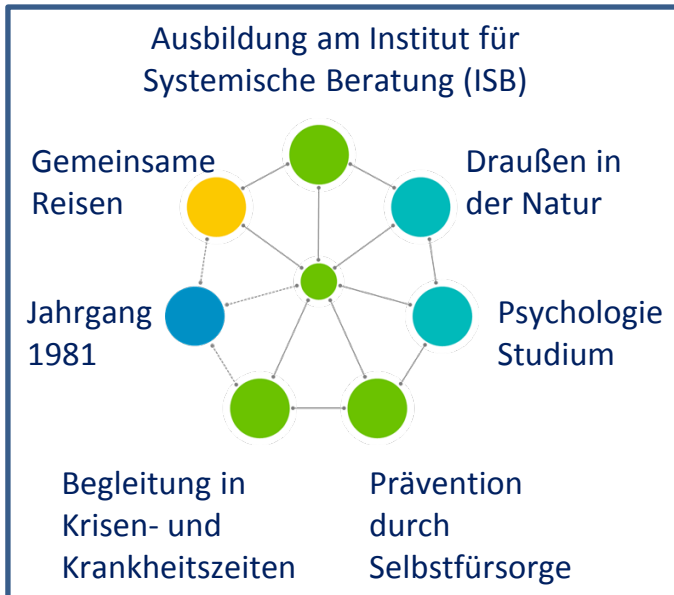 Ausbildung am Institut für
Systemische Beratung (ISB)
Gemeinsame
Reisen
Draußen in
der Natur
Jahrgang
1981
Psychologie
Studium
Begleitung in
Krisen- und
Krankheitszeiten
Prävention
durch
Selbstfürsorge